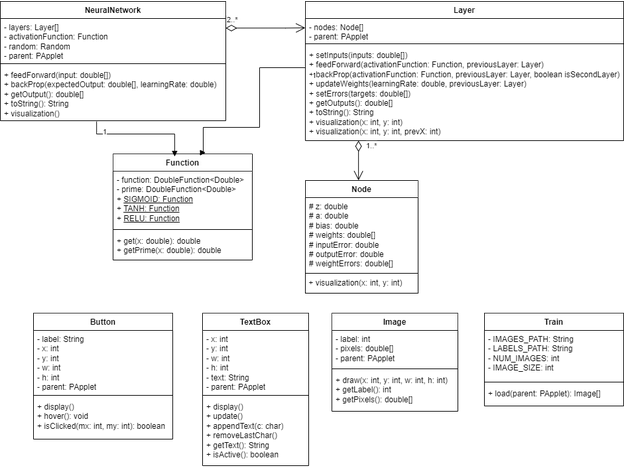 NeuralNetwork
- layers: Layer[]
- activationFunction: Function
- random: Random
- parent: PApplet
+ feedForward(input: double[])
+ backProp(expectedOutput: double[], learningRate: double)
+ getOutput(): double[]
+ toString(): String
+ visualization()
2..*
Layer
- nodes: Node[]
- parent: PApplet
+ setInputs(inputs: double[])
+ feedForward(activationFunction: Function, previousLayer: Layer)
+backProp(activationFunction: Function, previousLayer: Layer, boolean isSecondLayer)
+ updateWeights(learningRate: double, previousLayer: Layer)
+ setErrors(targets: double[])
+ getOutputs(): double[]
+ toString(): String
+ visualization(x: int, y: int)
+ visualization(x: int, y: int, prevX: int)
1
1..*
Function
- function: DoubleFunction<Double>
- prime: DoubleFunction<Double>
+ SIGMOID: Function
+ TANH: Function
+ RELU: Function
+ get(x: double): double
+ getPrime(x: double): double
Node
# z: double
# a: double
# bias: double
# weights: double[]
# inputError: double
# outputError: double
# weightErrors: double[]
+ visualization(x: int, y: int)
Button
- label: String
- x: int
- y: int
- w: int
- h: int
- parent: PApplet
+ display()
+ hover(): void
+ isClicked(mx: int, my: int): boolean
TextBox
- x: int
- y: int
- w: int
- h: int
- text: String
- parent: PApplet
+ display()
+ update()
+ appendText(c: char)
+ removeLastChar()
+ getText(): String
+ isActive(): boolean
Image
- label: int
- pixels: double[]
- parent: PApplet
+ draw(x: int, y: int, w: int, h: int)
+ getLabel(): int
+ getPixels(): double[]
Train
- IMAGES_PATH: String
- LABELS_PATH: String
- NUM_IMAGES: int
- IMAGE_SIZE: int
+ load(parent: PApplet): Image[]